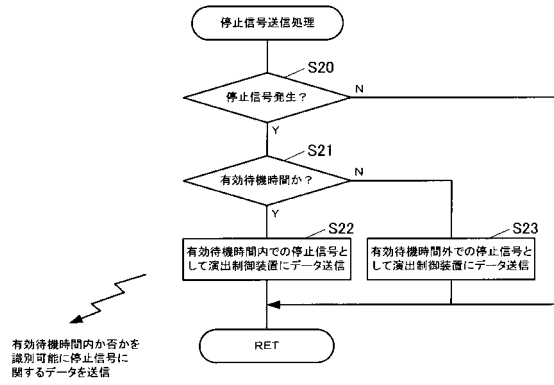 停止信号送信処理
S20
停止信号発生？
N
Y
S21
有効待機時間か？
N
Y
S22
有効待機時間内での停止信号と
して演出制御装置にデータ送信
S23
有効待機時間外での停止信号と
して演出制御装置にデータ送信
有効待機時間内か否かを
識別可能に停止信号に
関するデータを送信
RET